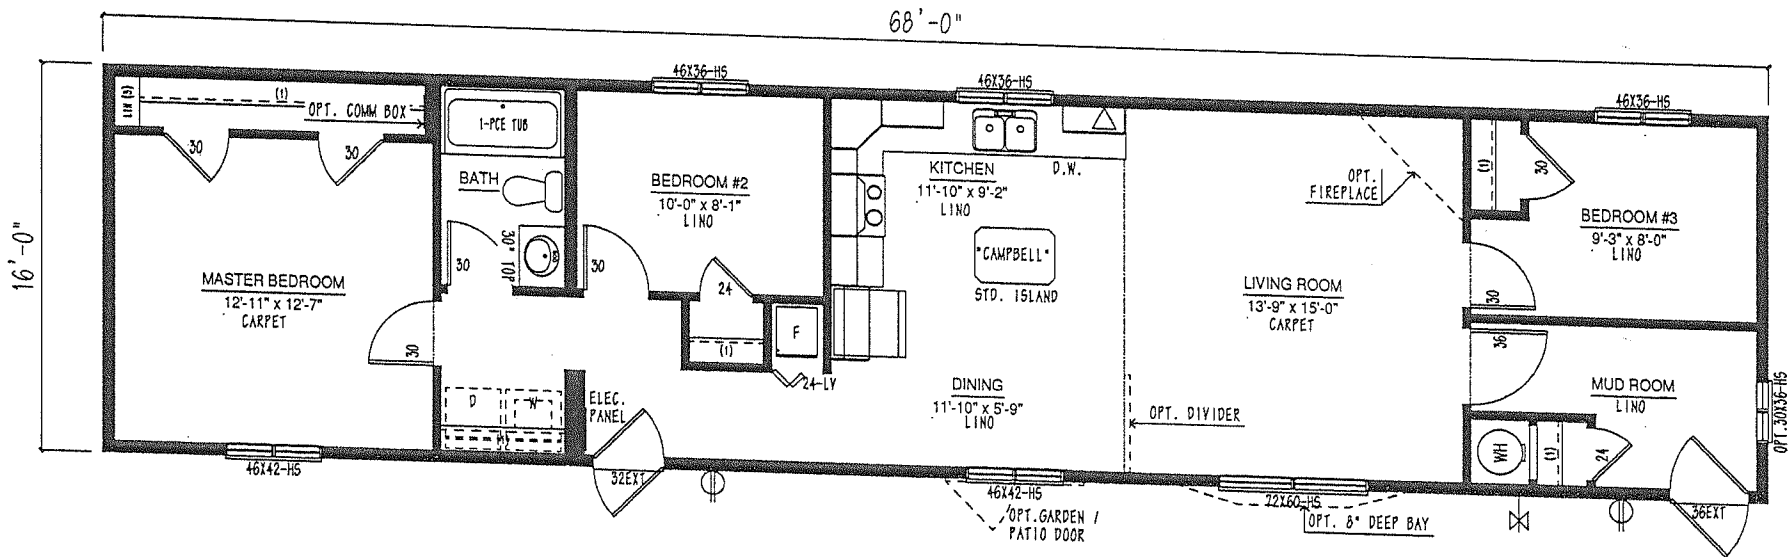 68'-0"
16'-0"
46X36-HS
46X36-HS
46X36-HS
LIN (3)
(1)
OPT. COMM BOX
30
30
1-PCE TUB
BATH
30
30" TOP
MASTER BEDROOM
12'-11" x 12'-7"
CARPET
30
BEDROOM #2
10'-0" x 8'-1"
LINO
30
24
(1)
F
24-LV
KITCHEN
11'-10" x 9'-2"
LINO
D.W.
"CAMPBELL"
STD. ISLAND
OPT.
FIREPLACE
LIVING ROOM
13'-9" x 15'-0"
CARPET
(1)
30
BEDROOM #3
9'-3" x 8'-0"
LINO
30
36
MUD ROOM
LINO
OPT.30X36-HS
D
W
ELEC.
PANEL
DINING
11'-10" x 5'-9"
LINO
OPT. DIVIDER
WH
(1)
24
46X42-HS
32EXT
46X42-HS
OPT.GARDEN /
PATIO DOOR
72X60-HS
OPT. 8" DEEP BAY
36EXT